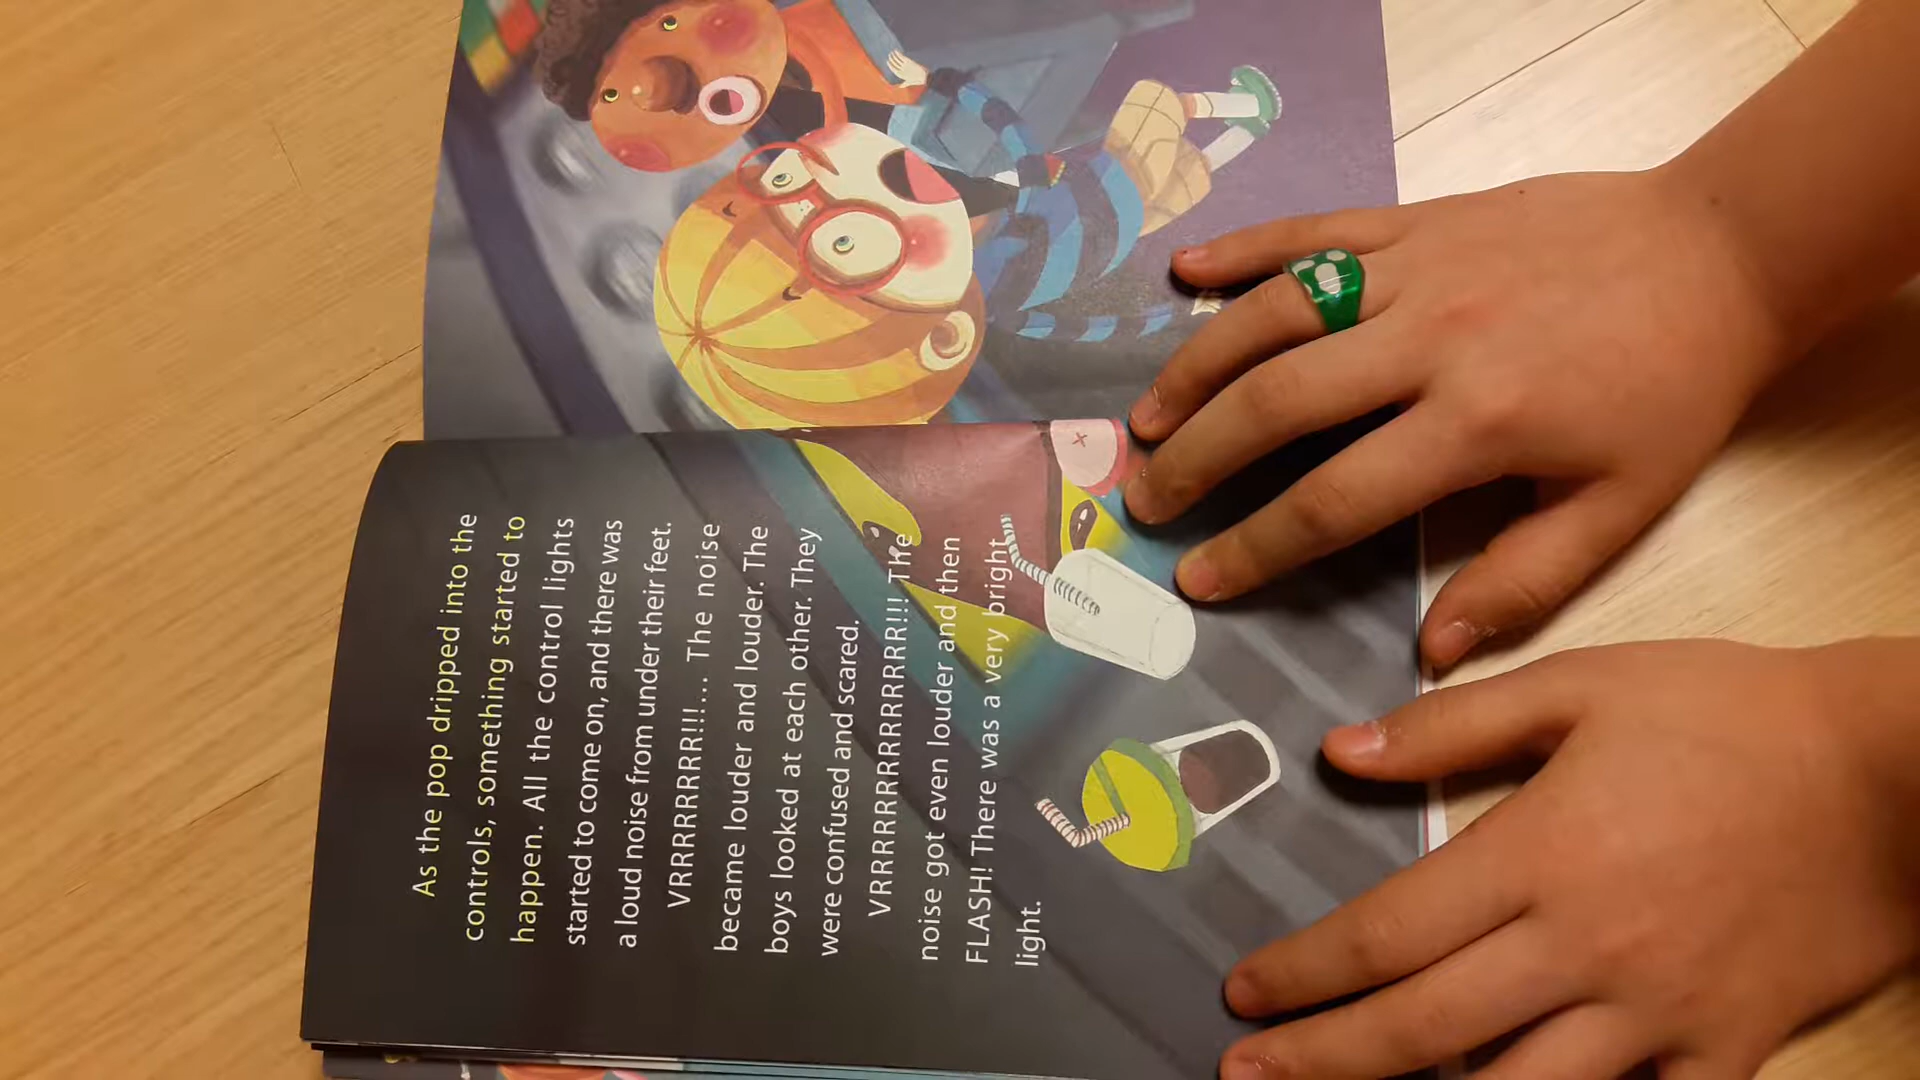 As the pop dripped into the
controls, something started to
happen. All the control lights
started to come on, and there was
a loud noise from under their feet.
VRRRRRRRR!!!... The noise
became louder and louder. The
boys looked at each other. They
were confused and scared.
VRRRRRRRRRRRRRRRRR!!! The
noise got even louder and then
FLASH! There was a very bright
light.